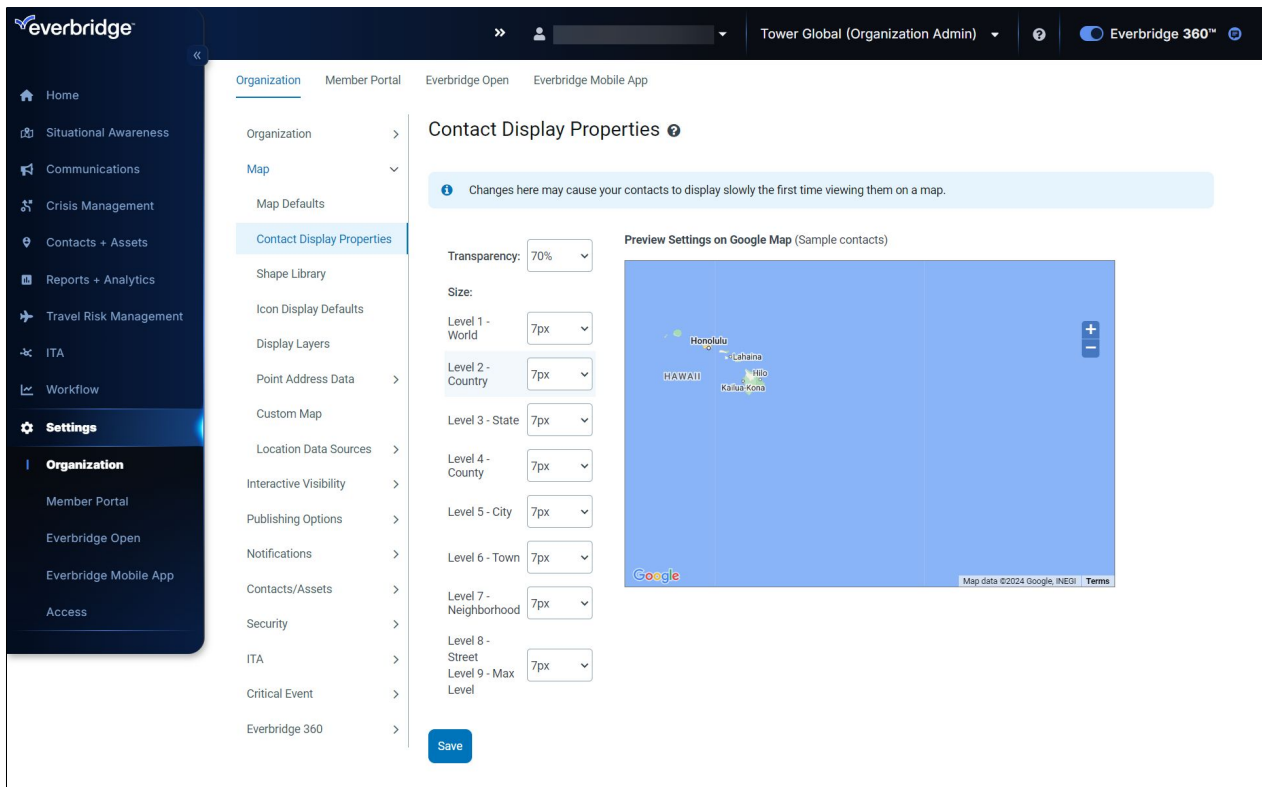 everbridge
«
»
Tower Global (Organization Admin)
Everbridge 360™
Home
Situational Awareness
Communications
Crisis Management
Contacts + Assets
Reports + Analytics
Travel Risk Management
ITA
Workflow
Settings
Organization
Member Portal
Everbridge Open
Everbridge Mobile App
Access
Organization Member Portal Everbridge Open Everbridge Mobile App
Organization
Map
Map Defaults
Contact Display Properties
Shape Library
Icon Display Defaults
Display Layers
Point Address Data
Custom Map
Location Data Sources
Interactive Visibility
Publishing Options
Notifications
Contacts/Assets
Security
ITA
Critical Event
Everbridge 360
Contact Display Properties
Changes here may cause your contacts to display slowly the first time viewing them on a map.
Transparency: 70%
Size:
Level 1 -
World
7px
Level 2 -
Country
7px
Level 3 - State 7px
Level 4 -
County
7px
Level 5 - City 7px
Level 6 - Town 7px
Level 7 -
Neighborhood
7px
Level 8 -
Street
Level 9 - Max
Level
7px
Save
Preview Settings on Google Map (Sample contacts)
Honolulu
Lahaina
HAWAII
Hilo
Kailua-Kona
+
−
Google
Map data ©2024 Google, INEGI Terms